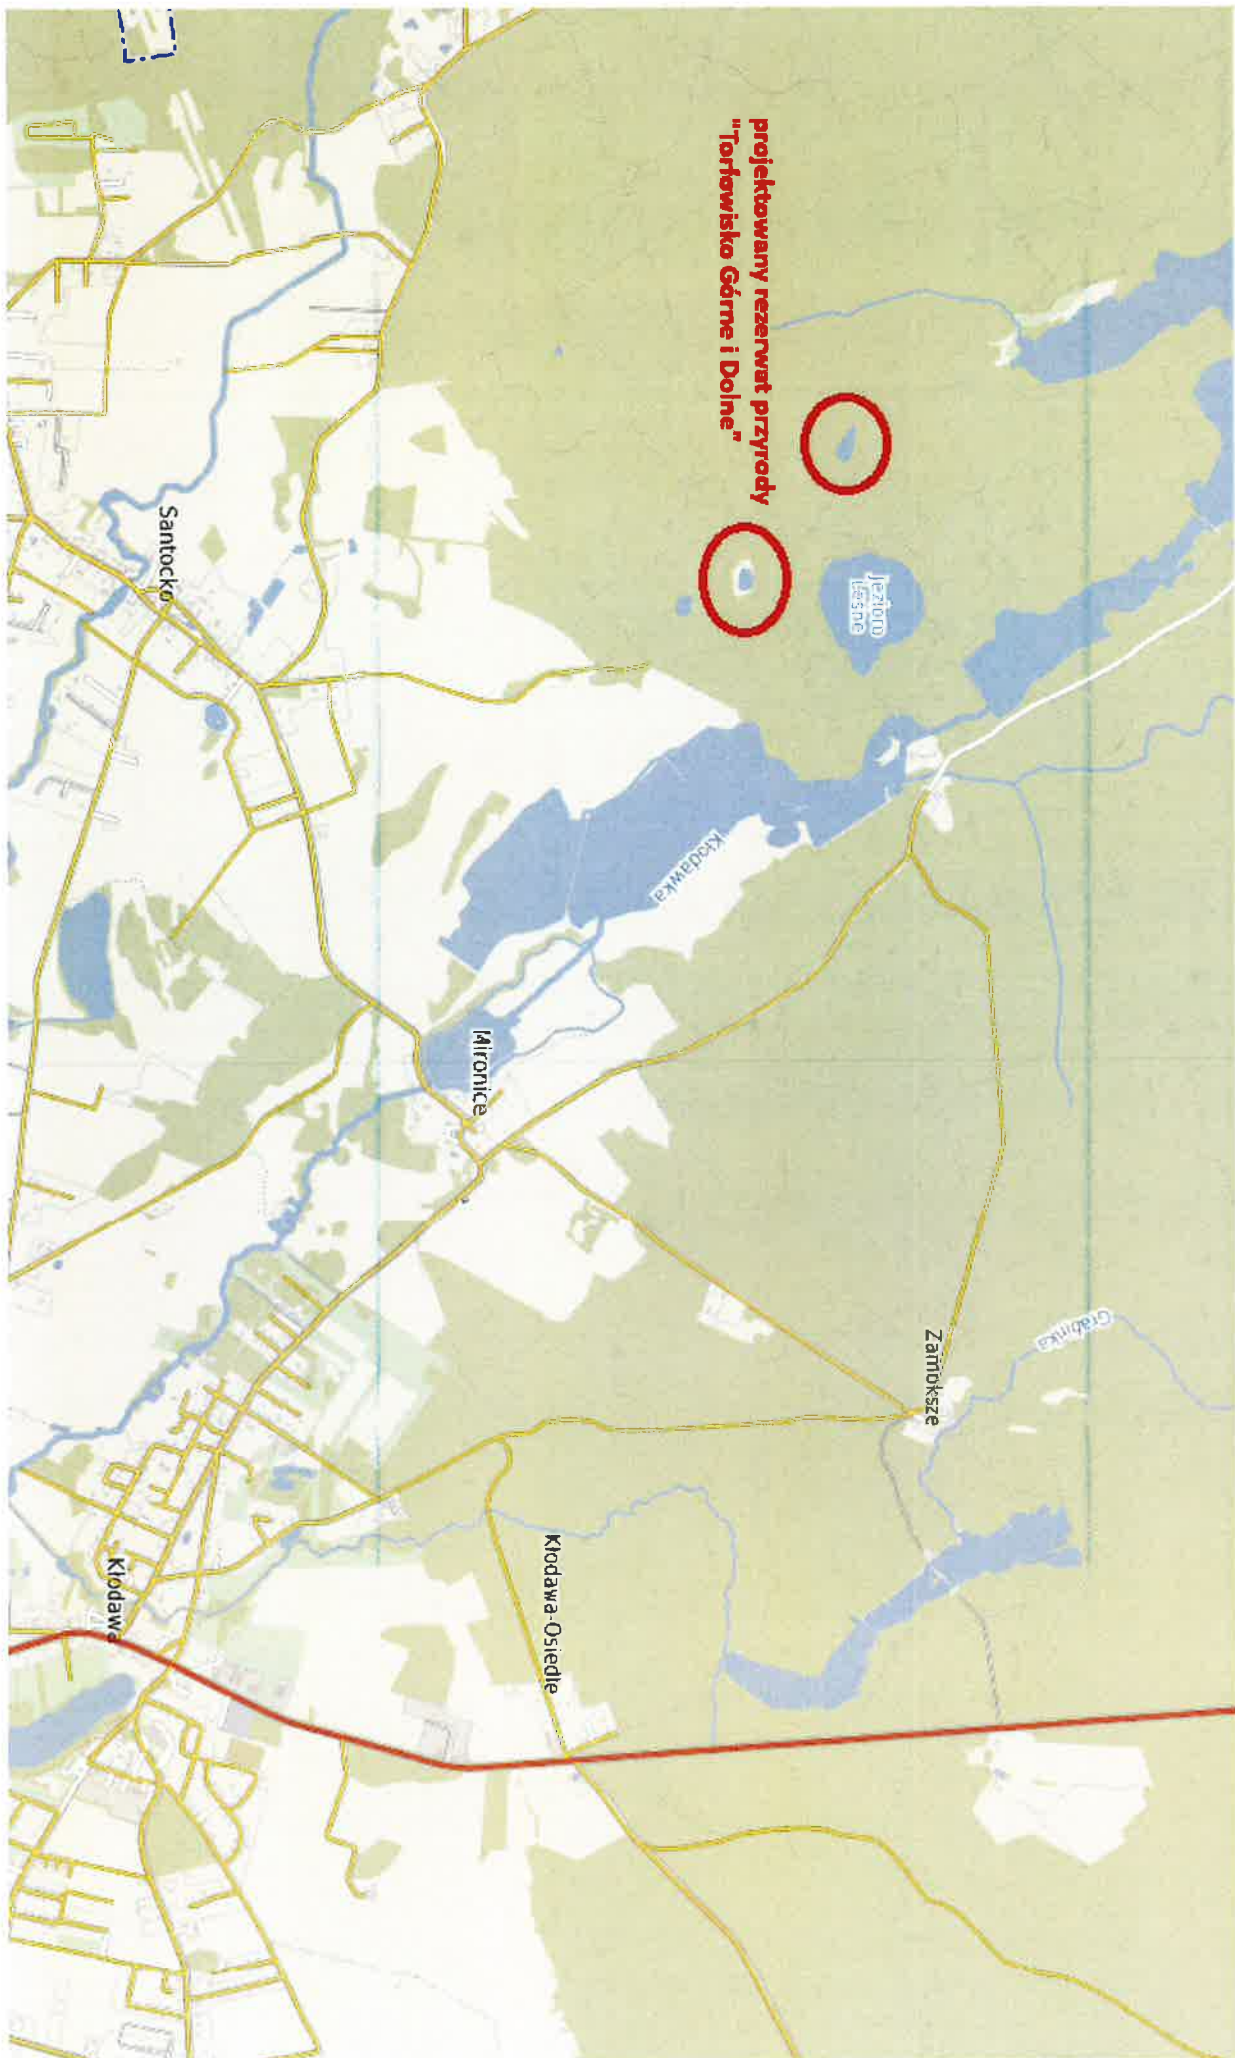 projektowany rezerwat przyrody
"Torfowisko Górne i Dolne"
Jezioro
Leśne
Kłodawka
Santocko
Mironice
Zamoksze
Grabinka
Kłodawa-Osiedle
Kłodawa